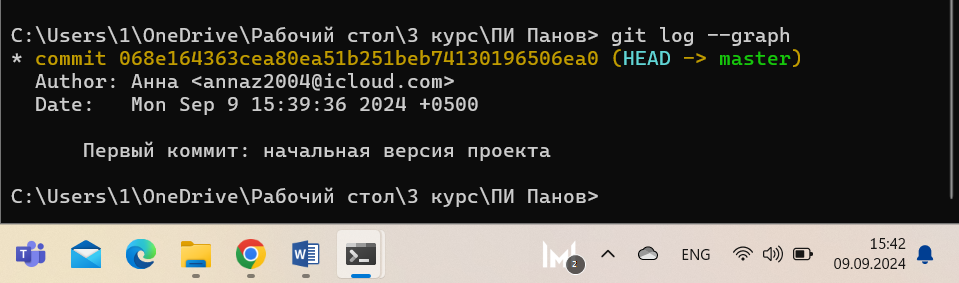 C:\Users\1\OneDrive\Рабочий стол\3 курс\ПИ Панов> git log --graph
* commit 068e164363cea80ea51b251beb74130196506ea0 (HEAD -> master)
Author: Анна <annaz2004@icloud.com>
Date:   Mon Sep 9 15:39:36 2024 +0500
Первый коммит: начальная версия проекта
C:\Users\1\OneDrive\Рабочий стол\3 курс\ПИ Панов>
2
ENG
15:42
09.09.2024